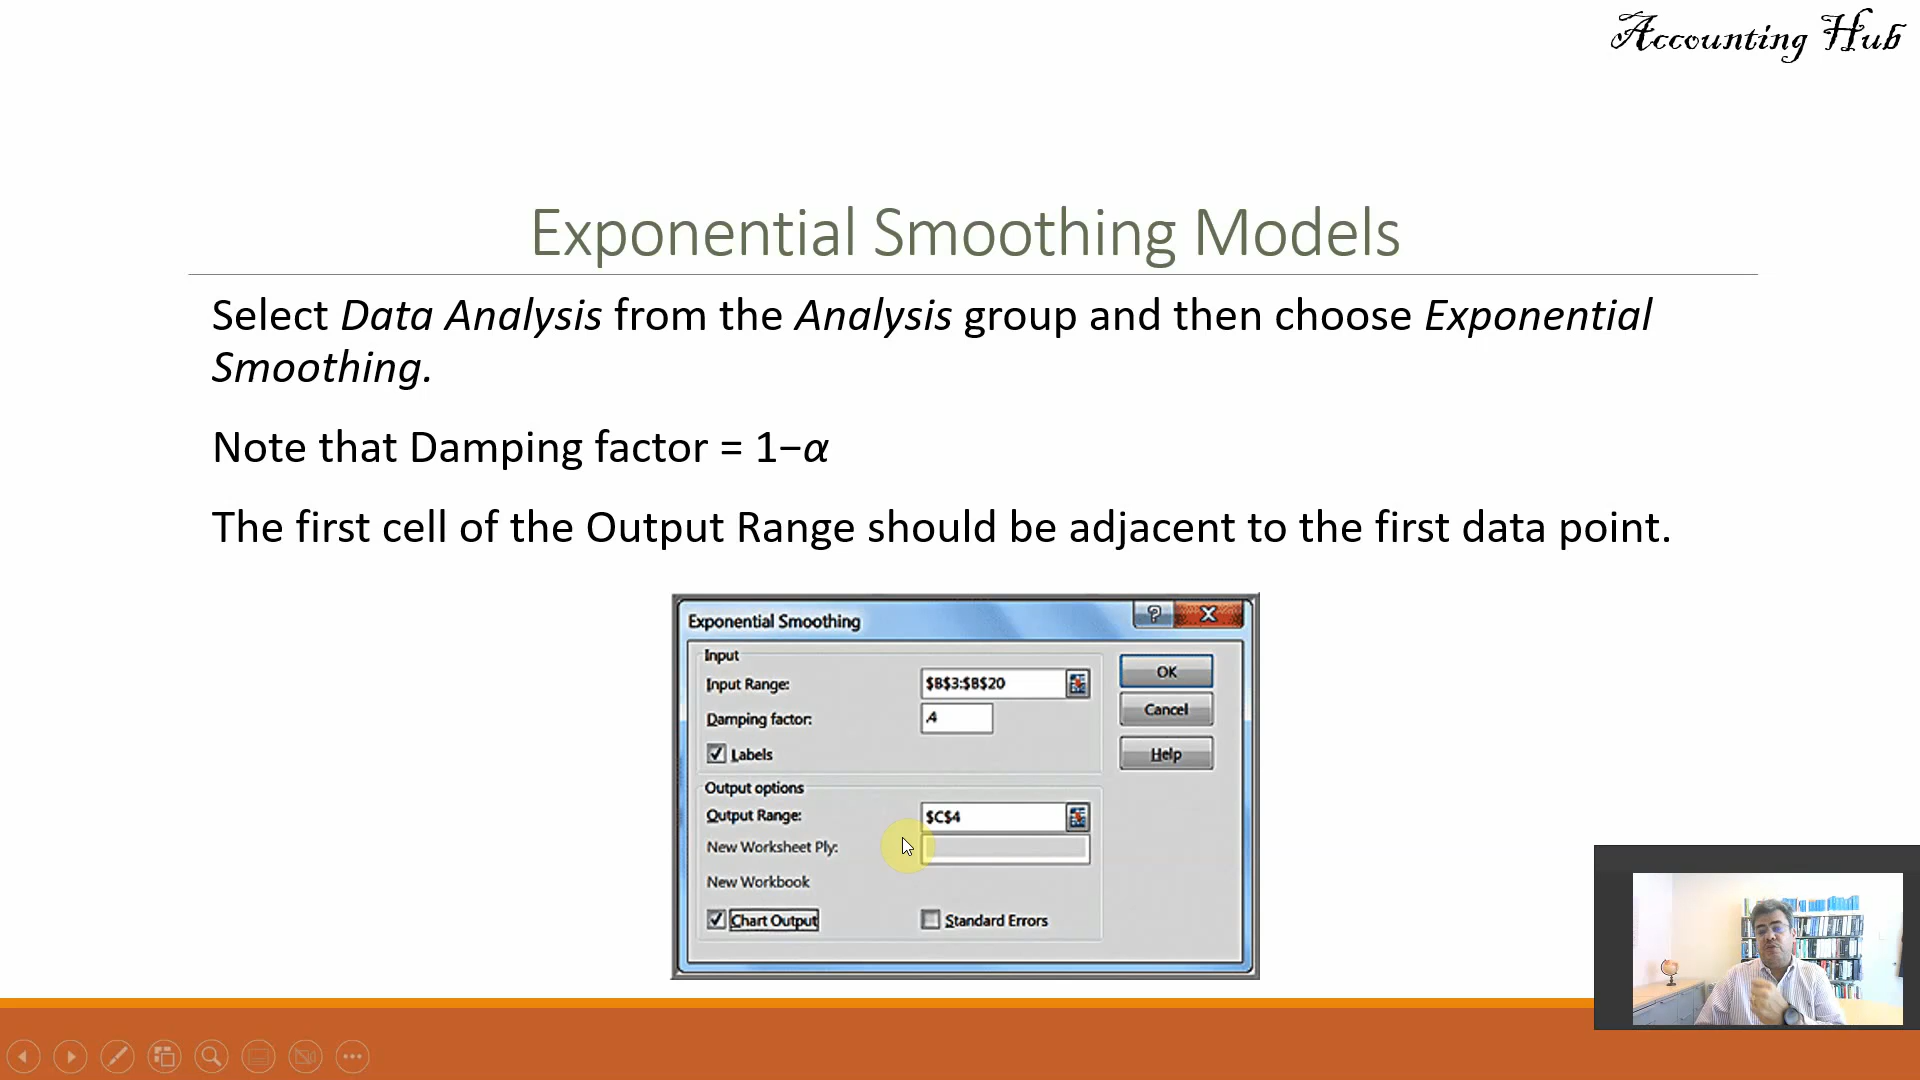 Accounting Hub
Exponential Smoothing Models
Select Data Analysis from the Analysis group and then choose Exponential
Smoothing.
Note that Damping factor = 1−α
The first cell of the Output Range should be adjacent to the first data point.
Exponential Smoothing
?
X
Input
Input Range:
$B$3:$B$20
OK
Damping factor:
.4
Cancel
Labels
Help
Output options
Output Range:
$C$4
New Worksheet Ply:
New Workbook
Chart Output
Standard Errors